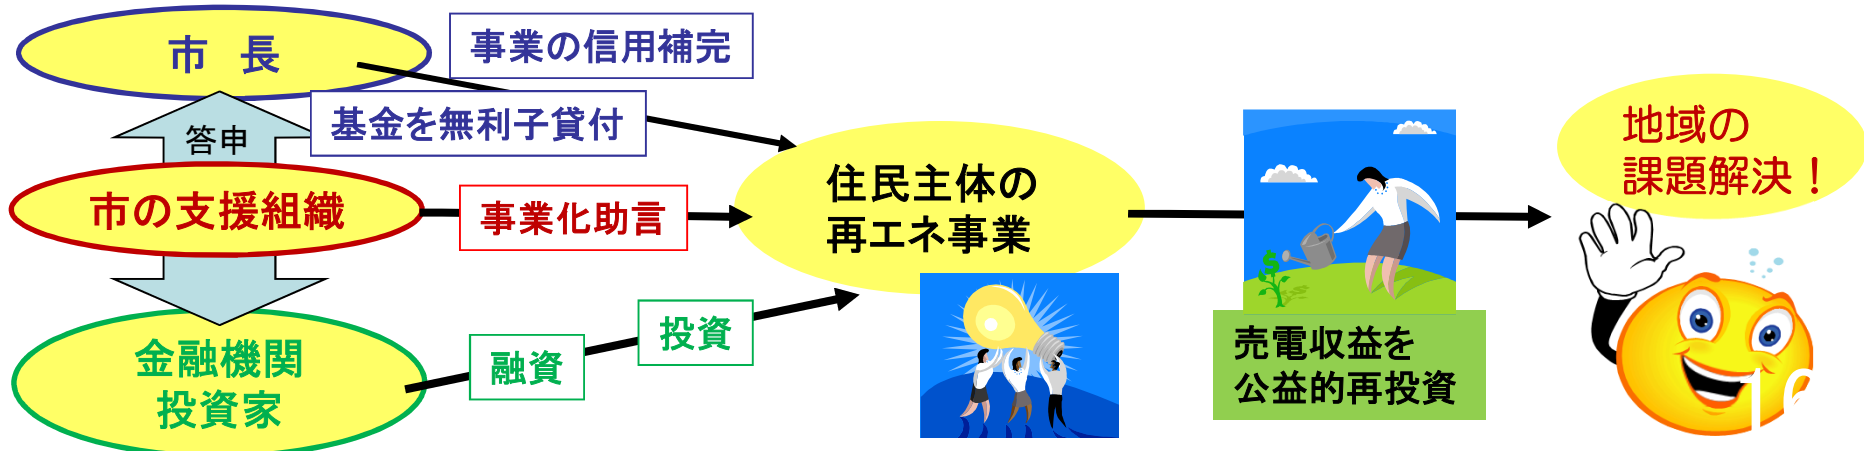 市　長
事業の信用補完
基金を無利子貸付
答申
市の支援組織
事業化助言
金融機関
投資家
融資
投資
住民主体の
再エネ事業
売電収益を
公益的再投資
地域の
課題解決！
16